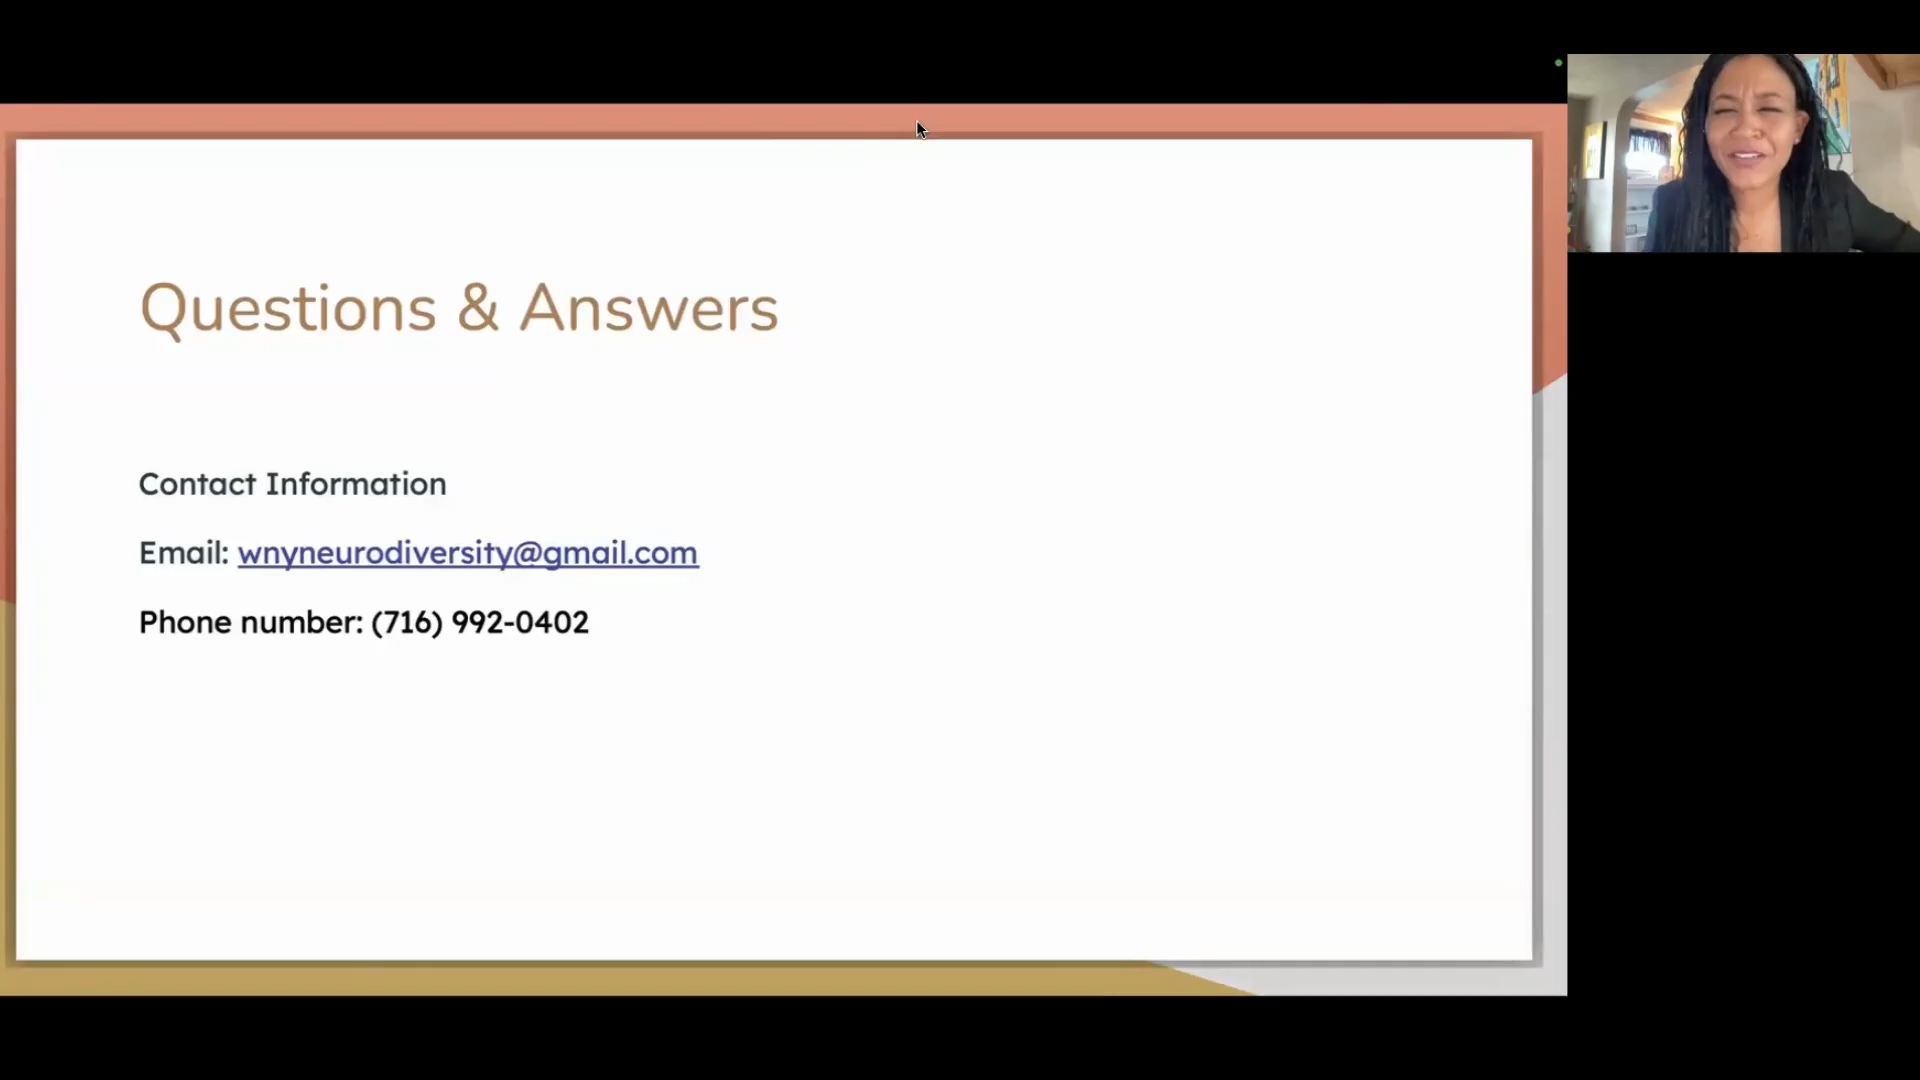 Questions & Answers
Contact Information
Email: wnyneurodiversity@gmail.com
Phone number: (716) 992-0402